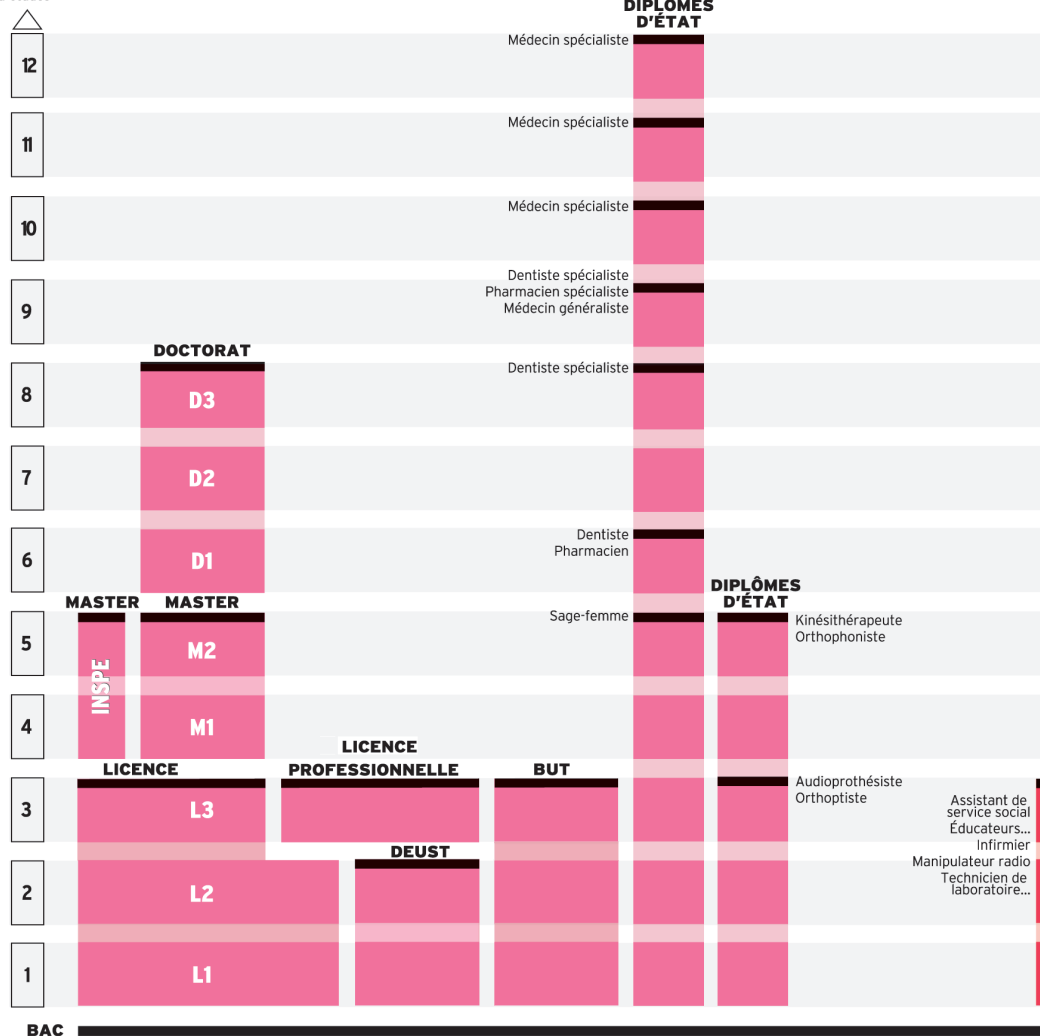 DIPLÔMES
D'ÉTAT
12
Médecin spécialiste
11
Médecin spécialiste
10
Médecin spécialiste
9
Dentiste spécialiste
Pharmacien spécialiste
Médecin généraliste
DOCTORAT
8
D3
Dentiste spécialiste
7
D2
6
D1
Dentiste
Pharmacien
DIPLÔMES
D'ÉTAT
MASTER
MASTER
5
M2
Sage-femme
Kinésithérapeute
Orthophoniste
INSPE
4
M1
LICENCE
LICENCE
PROFESSIONNELLE
BUT
3
L3
Audioprothésiste
Orthoptiste
Assistant de
service social
Éducateurs...
Infirmier
Manipulateur radio
Technicien de
laboratoire...
DEUST
2
L2
1
L1
BAC